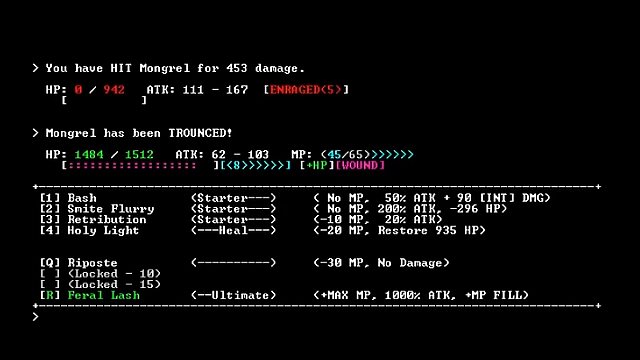 > You have HIT Mongrel for 453 damage.
HP: 0 / 942 ATK: 111 - 167 [ENRAGED(5)]
[ ]
> Mongrel has been TROUNCED!
HP: 1484 / 1512 ATK: 62 - 103 MP: (45/65)>>>>>>
[:::::::::::::::::: ][(8>>>>>>] [+HP][WOUND]
+------------------------------------------------------------------------------+
[1] Bash (Starter---) ( No MP, 50% ATK + 90 [INT] DMG)
[2] Smite Flurry (Starter---) ( No MP, 200% ATK, -296 HP)
[3] Retribution (Starter---) (-10 MP, 20% ATK)
[4] Holy Light (---Heal---) (-20 MP, Restore 935 HP)
[Q] Riposte (----------) (-30 MP, No Damage)
[ ] (Locked - 10)
[ ] (Locked - 15)
[R] Feral Lash (--Ultimate) (+MAX MP, 1000% ATK, +MP FILL)
+------------------------------------------------------------------------------+
>